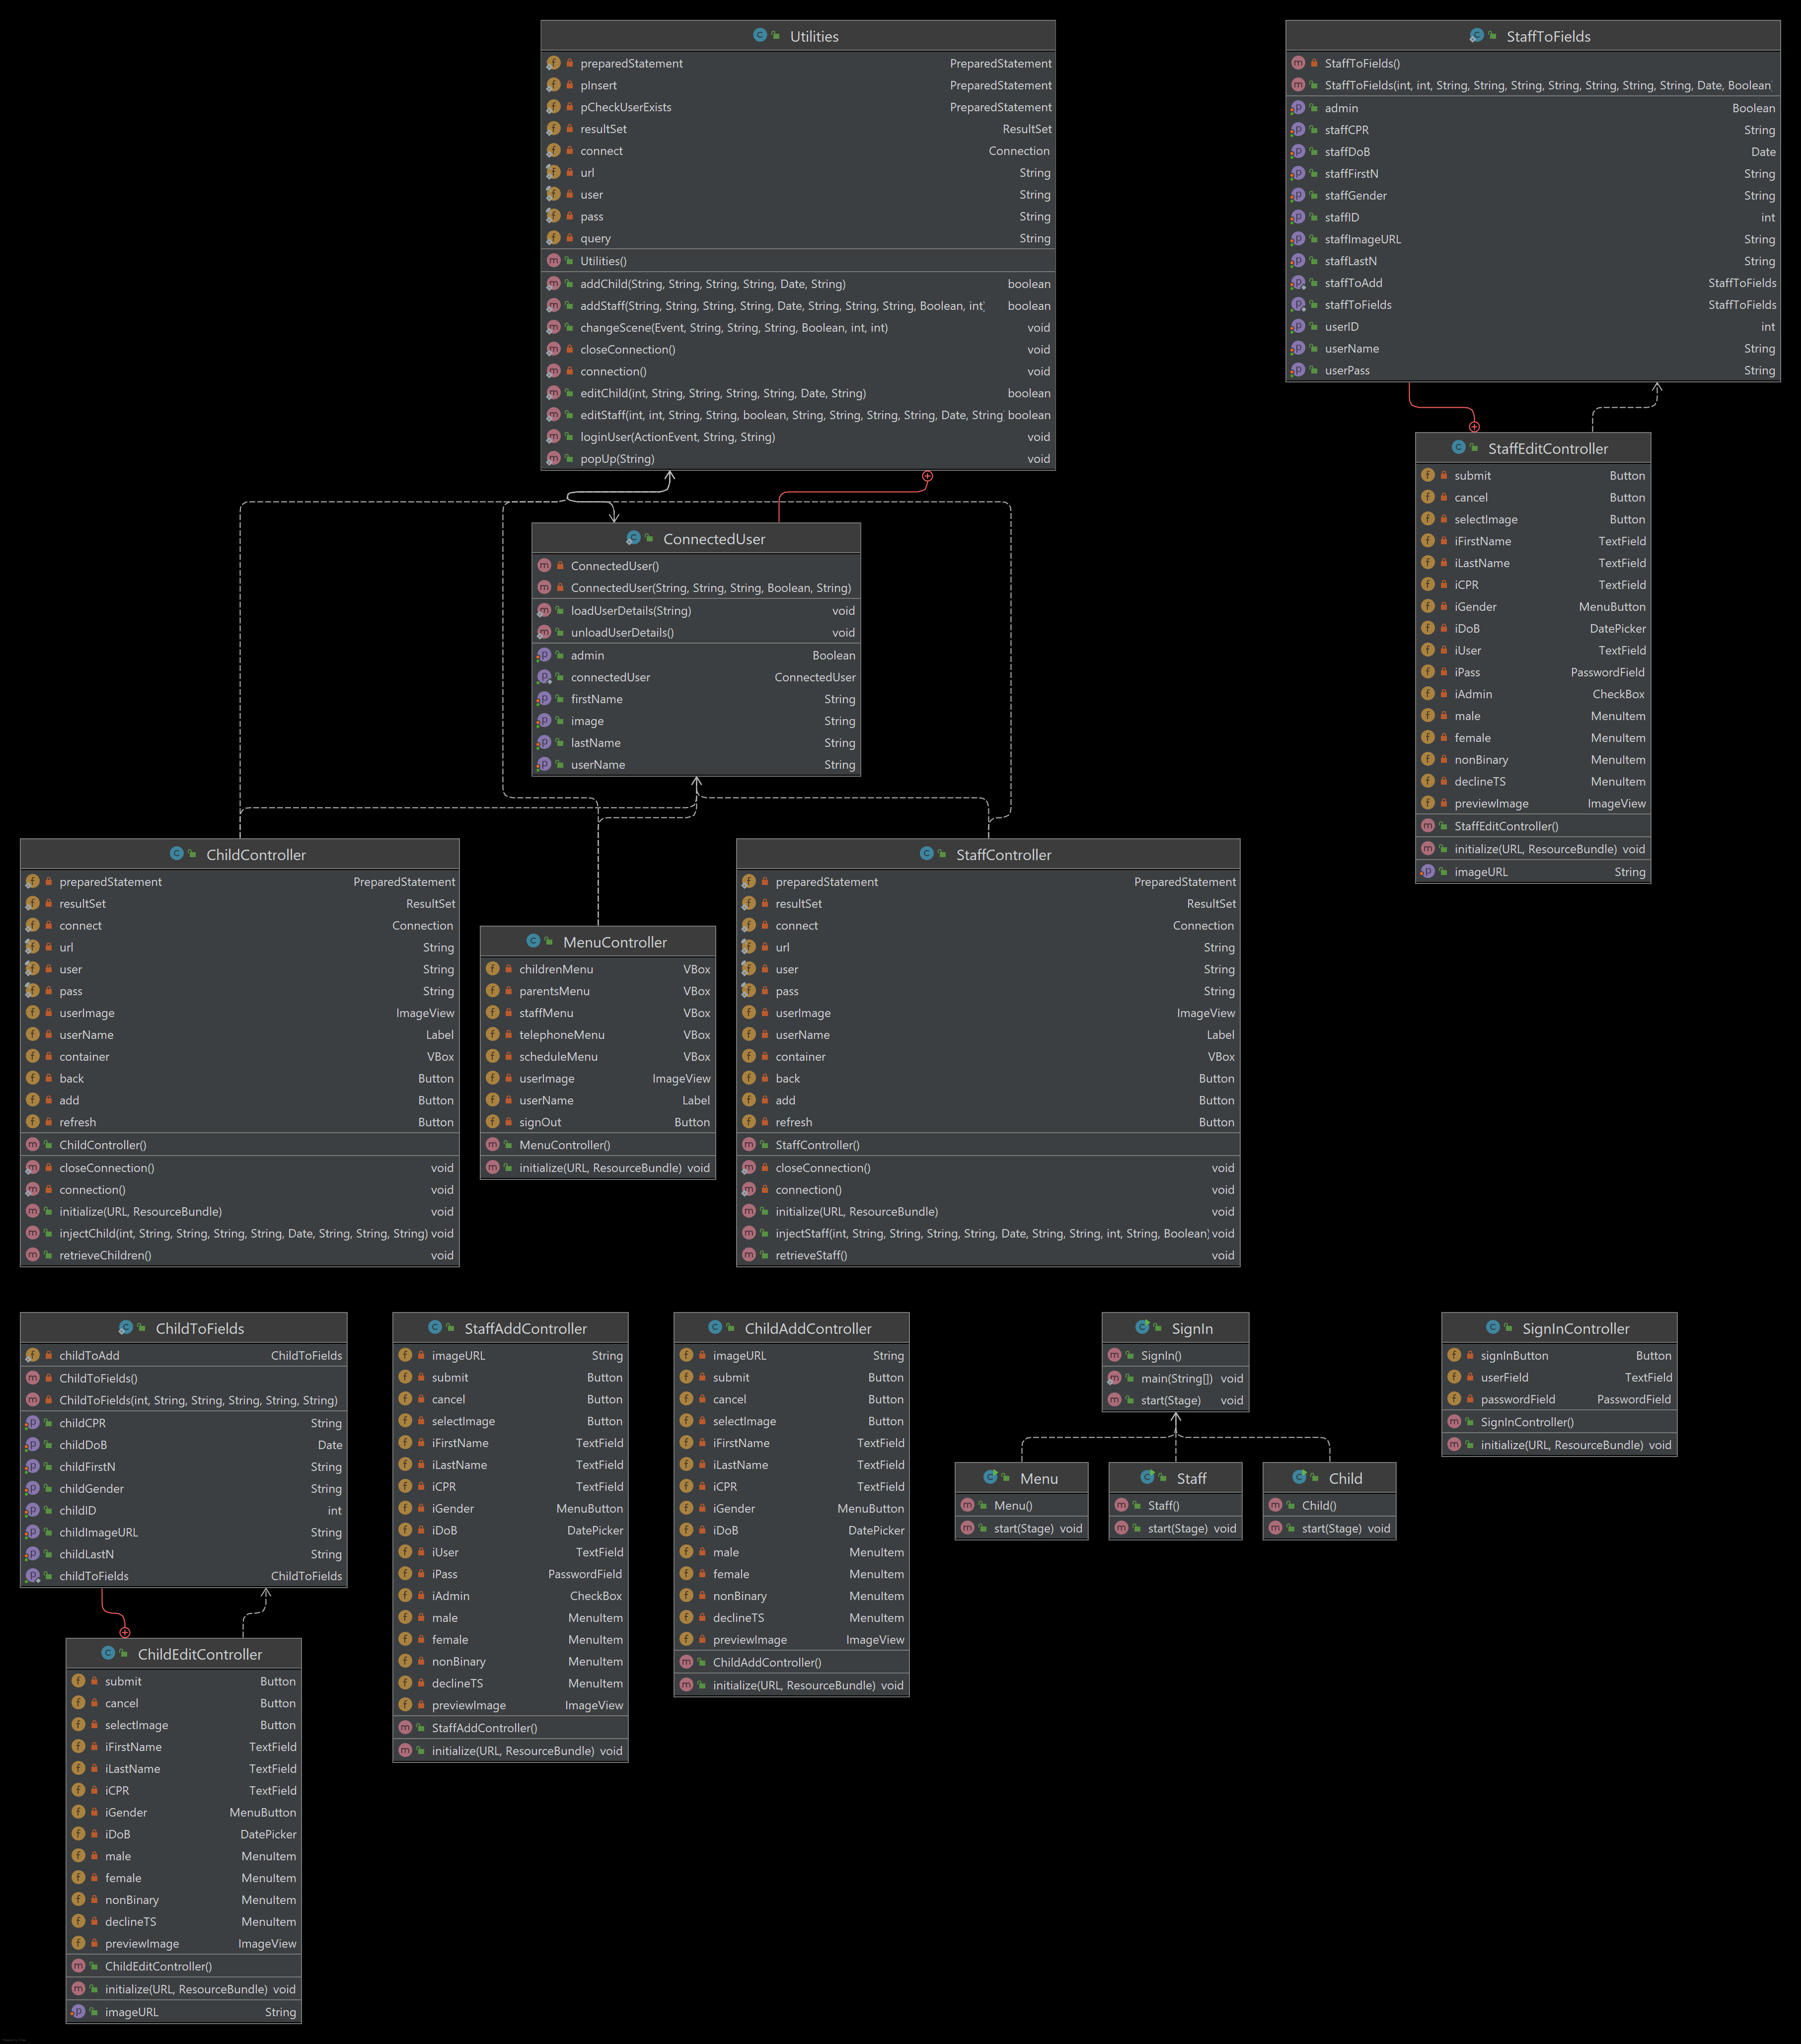 Utilities
preparedStatement PreparedStatement
pInsert PreparedStatement
pCheckUserExists PreparedStatement
resultSet ResultSet
connect Connection
url String
user String
pass String
query String
Utilities()
addChild(String, String, String, String, Date, String) boolean
addStaff(String, String, String, String, Date, String, String, String, Boolean, int) boolean
changeScene(Event, String, String, String, Boolean, int, int) void
closeConnection() void
connection() void
editChild(int, String, String, String, String, Date, String) boolean
editStaff(int, int, String, String, boolean, String, String, String, String, Date, String boolean
loginUser(ActionEvent, String, String) void
popUp(String) void
StaffToFields
StaffToFields()
StaffToFields(int, int, String, String, String, String, String, String, String, Date, Boolean)
admin Boolean
staffCPR String
staffDoB Date
staffFirstN String
staffGender String
staffID int
staffImageURL String
staffLastN String
staffToAdd StaffToFields
staffToFields StaffToFields
userID int
userName String
userPass String
StaffEditController
submit Button
cancel Button
selectImage Button
iFirstName TextField
iLastName TextField
iCPR TextField
iGender MenuButton
iDoB DatePicker
iUser TextField
iPass PasswordField
iAdmin CheckBox
male MenuItem
female MenuItem
nonBinary MenuItem
declineTS MenuItem
previewImage ImageView
StaffEditController()
initialize(URL, ResourceBundle) void
imageURL String
ConnectedUser
ConnectedUser()
ConnectedUser(String, String, String, Boolean, String)
loadUserDetails(String) void
unloadUserDetails() void
admin Boolean
connectedUser ConnectedUser
firstName String
image String
lastName String
userName String
ChildController
preparedStatement PreparedStatement
resultSet ResultSet
connect Connection
url String
user String
pass String
userImage ImageView
userName Label
container VBox
back Button
add Button
refresh Button
ChildController()
closeConnection() void
connection() void
initialize(URL, ResourceBundle) void
injectChild(int, String, String, String, String, Date, String, String, String) void
retrieveChildren() void
MenuController
childrenMenu VBox
parentsMenu VBox
staffMenu VBox
telephoneMenu VBox
scheduleMenu VBox
userImage ImageView
userName Label
signOut Button
MenuController()
initialize(URL, ResourceBundle) void
StaffController
preparedStatement PreparedStatement
resultSet ResultSet
connect Connection
url String
user String
pass String
userImage ImageView
userName Label
container VBox
back Button
add Button
refresh Button
StaffController()
closeConnection() void
connection() void
initialize(URL, ResourceBundle) void
injectStaff(int, String, String, String, String, Date, String, String, int, String, Boolean) void
retrieveStaff() void
ChildToFields
childToAdd ChildToFields
ChildToFields()
ChildToFields(int, String, String, String, String, String)
childCPR String
childDoB Date
childFirstN String
childGender String
childID int
childImageURL String
childLastN String
childToFields ChildToFields
ChildEditController
submit Button
cancel Button
selectImage Button
iFirstName TextField
iLastName TextField
iCPR TextField
iGender MenuButton
iDoB DatePicker
male MenuItem
female MenuItem
nonBinary MenuItem
declineTS MenuItem
previewImage ImageView
ChildEditController()
initialize(URL, ResourceBundle) void
imageURL String
StaffAddController
imageURL String
submit Button
cancel Button
selectImage Button
iFirstName TextField
iLastName TextField
iCPR TextField
iGender MenuButton
iDoB DatePicker
iUser TextField
iPass PasswordField
iAdmin CheckBox
male MenuItem
female MenuItem
nonBinary MenuItem
declineTS MenuItem
previewImage ImageView
StaffAddController()
initialize(URL, ResourceBundle) void
ChildAddController
imageURL String
submit Button
cancel Button
selectImage Button
iFirstName TextField
iLastName TextField
iCPR TextField
iGender MenuButton
iDoB DatePicker
male MenuItem
female MenuItem
nonBinary MenuItem
declineTS MenuItem
previewImage ImageView
ChildAddController()
initialize(URL, ResourceBundle) void
SignIn
SignIn()
main(String[]) void
start(Stage) void
Menu
Menu()
start(Stage) void
Staff
Staff()
start(Stage) void
Child
Child()
start(Stage) void
SignInController
signInButton Button
userField TextField
passwordField PasswordField
SignInController()
initialize(URL, ResourceBundle) void